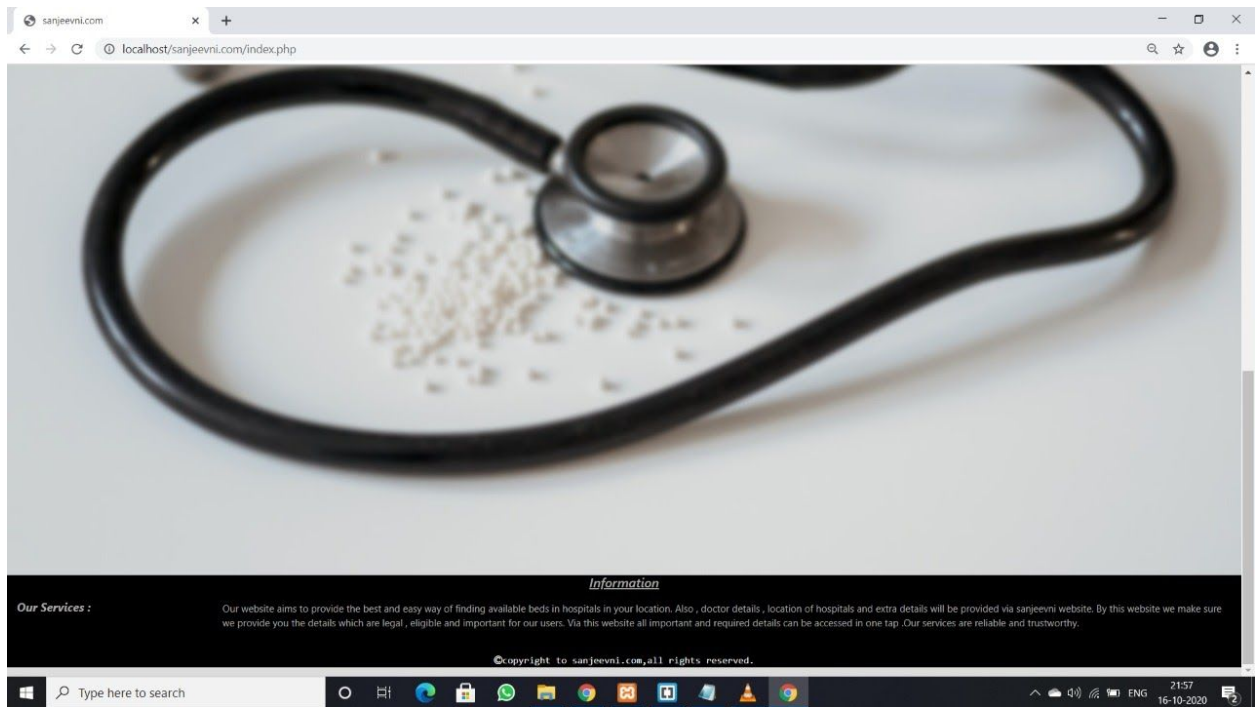 sanjeevni.com
localhost/sanjeevni.com/index.php
Information
Our Services :
Our website aims to provide the best and easy way of finding available beds in hospitals in your location. Also , doctor details , location of hospitals and extra details will be provided via sanjeevni website. By this website we make sure
we provide you the details which are legal , eligible and important for our users. Via this website all important and required details can be accessed in one tap .Our services are reliable and trustworthy.
©copyright to sanjeevni.com,all rights reserved.
Type here to search
ENG
21:57
16-10-2020
2